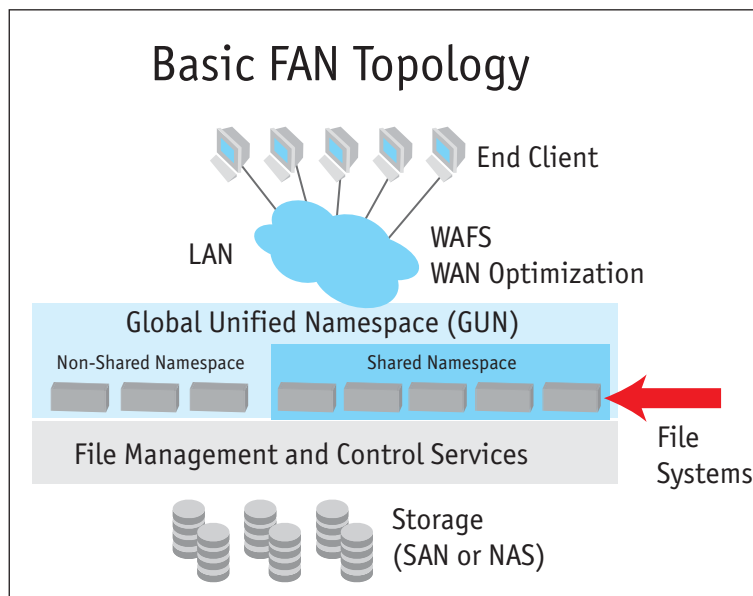 Basic FAN Topology
End Client
LAN
WAFS
WAN Optimization
Global Unified Namespace (GUN)
Non-Shared Namespace
Shared Namespace
File Management and Control Services
File
Systems
Storage
(SAN or NAS)